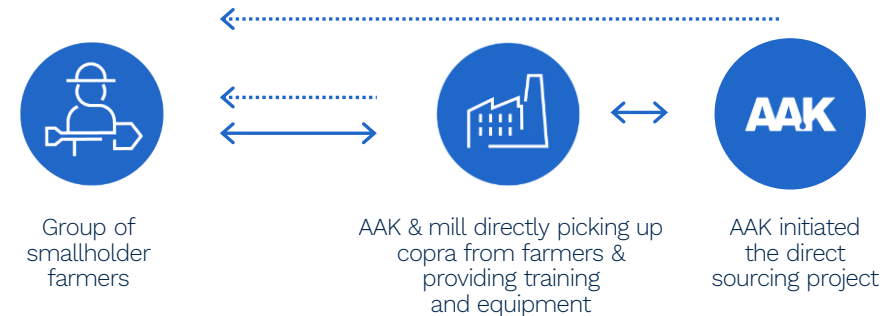 AAK
Group of
smallholder
farmers
AAK & mill directly picking up
copra from farmers &
providing training
and equipment
AAK initiated
the direct
sourcing project